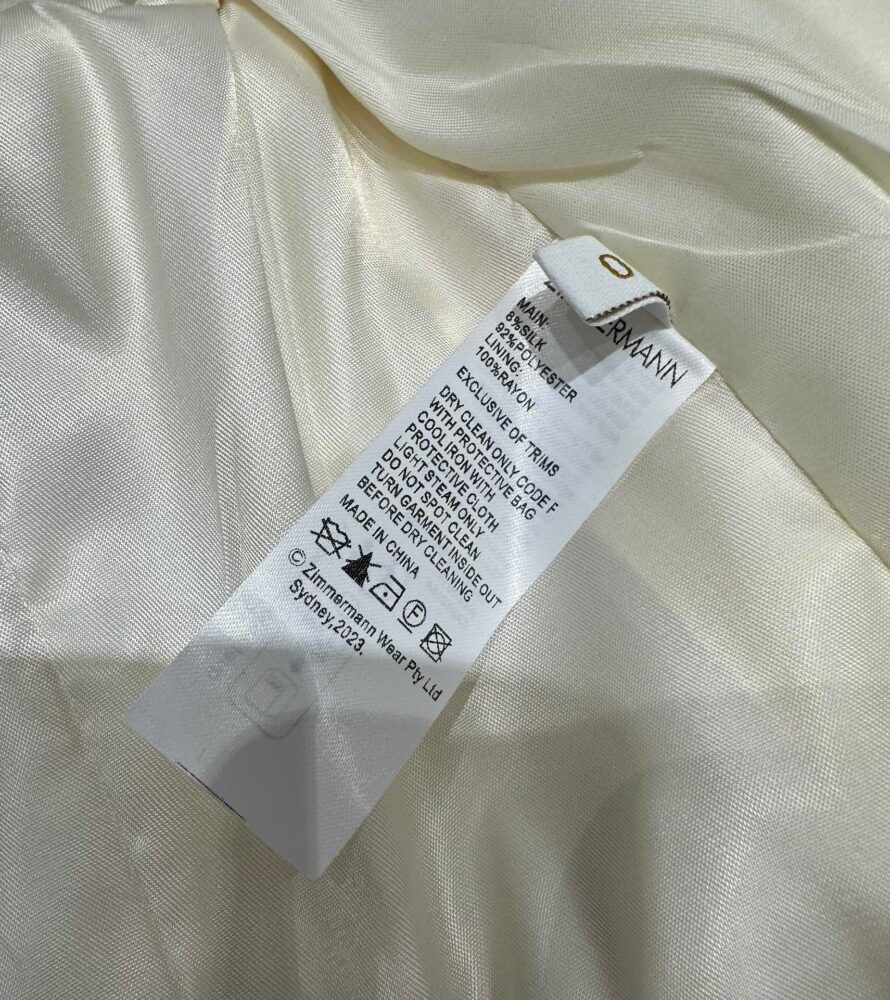 0
ZIMMERMANN
MAIN:
8%SILK
92%POLYESTER
LINING:
100%RAYON
EXCLUSIVE OF TRIMS
DRY CLEAN ONLY CODE F
WITH PROTECTIVE BAG
COOL IRON WITH
PROTECTIVE CLOTH
LIGHT STEAM ONLY
DO NOT SPOT CLEAN
TURN GARMENT INSIDE OUT
BEFORE DRY CLEANING
MADE IN CHINA
F
© Zimmermann Wear Pty Ltd
Sydney,2023.